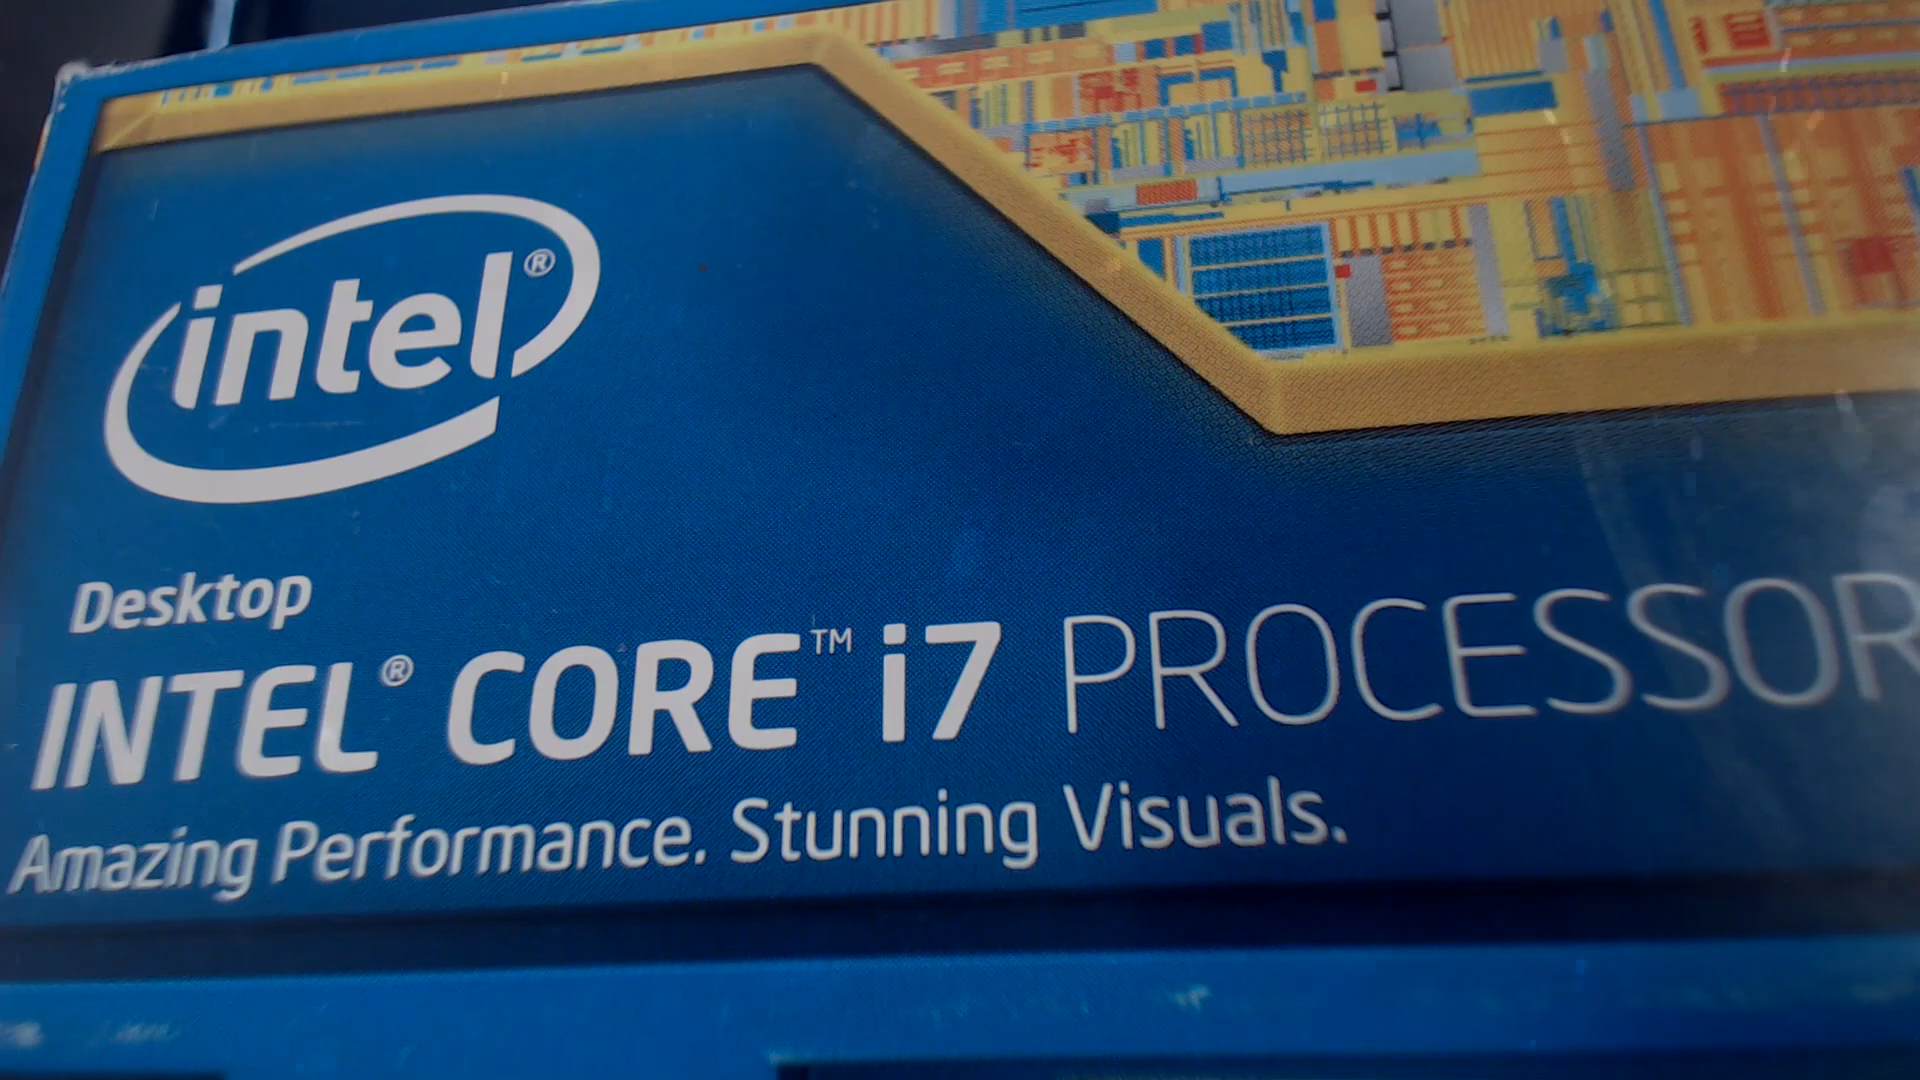 intel®
Desktop
INTEL® CORE™ i7 PROCESSOR
Amazing Performance. Stunning Visuals.